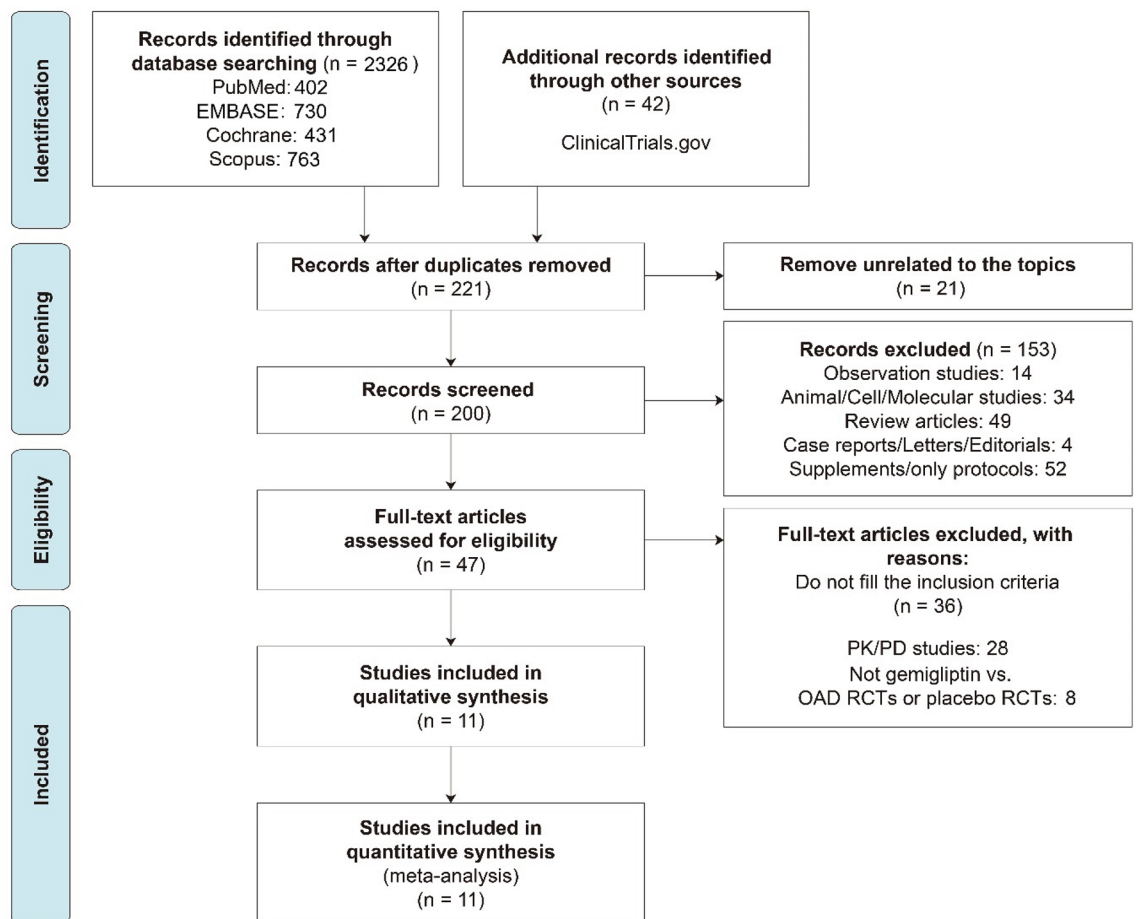 Identification
Records identified through
database searching (n = 2326)
PubMed: 402
EMBASE: 730
Cochrane: 431
Scopus: 763
Additional records identified
through other sources
(n = 42)
ClinicalTrials.gov
Screening
Records after duplicates removed
(n = 221)
Remove unrelated to the topics
(n = 21)
Records screened
(n = 200)
Records excluded (n = 153)
Observation studies: 14
Animal/Cell/Molecular studies: 34
Review articles: 49
Case reports/Letters/Editorials: 4
Supplements/only protocols: 52
Eligibility
Full-text articles
assessed for eligibility
(n = 47)
Full-text articles excluded, with
reasons:
Do not fill the inclusion criteria
(n = 36)
PK/PD studies: 28
Not gemigliptin vs.
OAD RCTs or placebo RCTs: 8
Included
Studies included in
qualitative synthesis
(n = 11)
Studies included in
quantitative synthesis
(meta-analysis)
(n = 11)